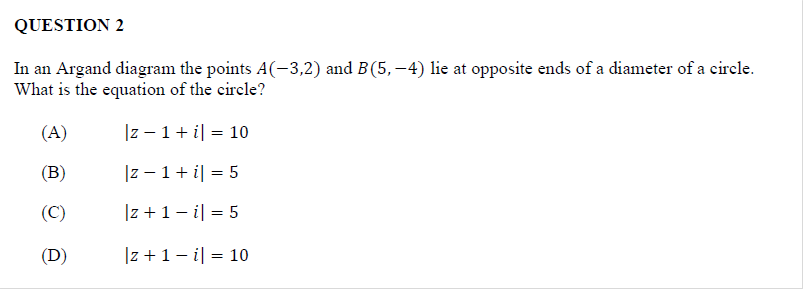 QUESTION 2
In an Argand diagram the points A(−3,2) and B(5,−4) lie at opposite ends of a diameter of a circle.
What is the equation of the circle?
(A) |z − 1 + i| = 10
(B) |z − 1 + i| = 5
(C) |z + 1 − i| = 5
(D) |z + 1 − i| = 10